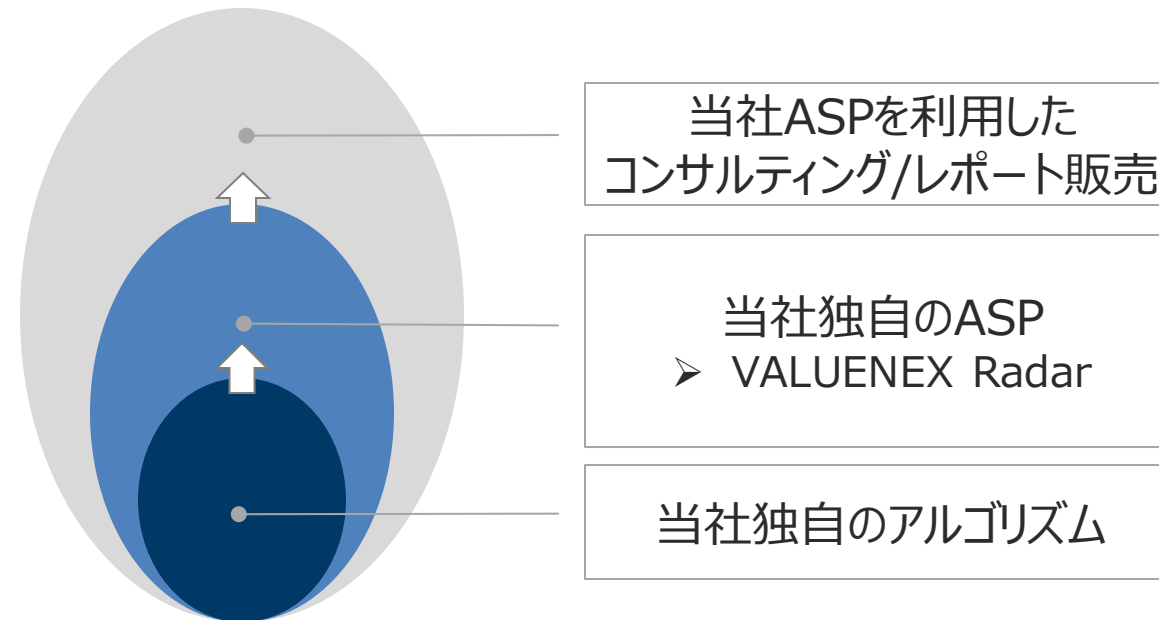 当社ASPを利用した
コンサルティング/レポート販売
当社独自のASP
➢ VALUENEX Radar
当社独自のアルゴリズム